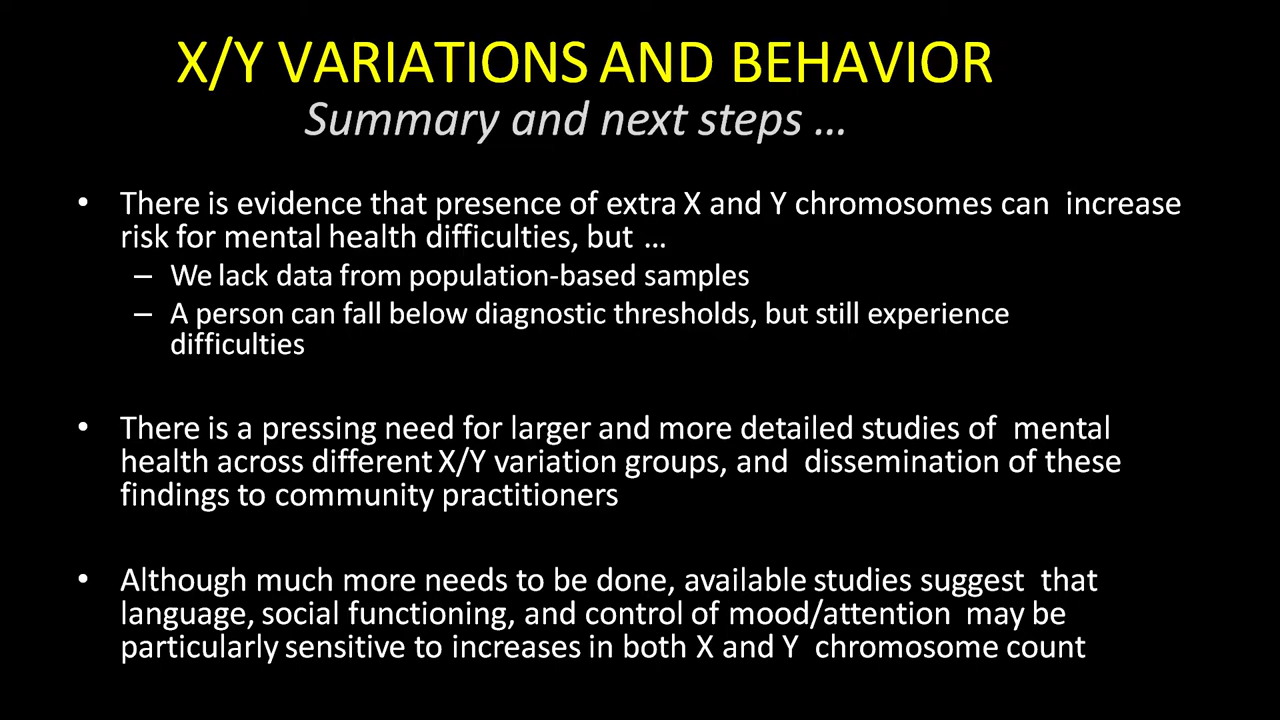 X/Y VARIATIONS AND BEHAVIOR
Summary and next steps ...
• There is evidence that presence of extra X and Y chromosomes can increase
risk for mental health difficulties, but ...
– We lack data from population-based samples
– A person can fall below diagnostic thresholds, but still experience
difficulties
• There is a pressing need for larger and more detailed studies of mental
health across different X/Y variation groups, and dissemination of these
findings to community practitioners
• Although much more needs to be done, available studies suggest that
language, social functioning, and control of mood/attention may be
particularly sensitive to increases in both X and Y chromosome count